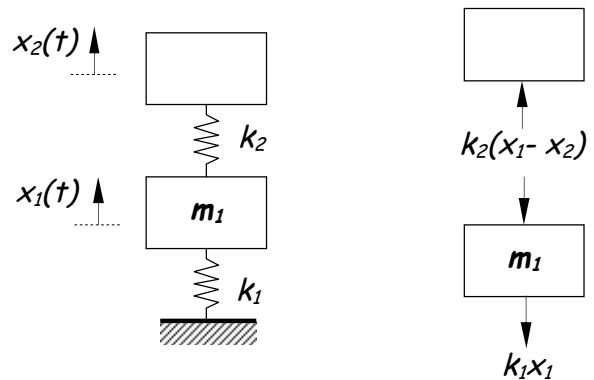 x₂(t)
k₂
x₁(t)
m₁
k₁
k₂(x₁- x₂)
m₁
k₁x₁